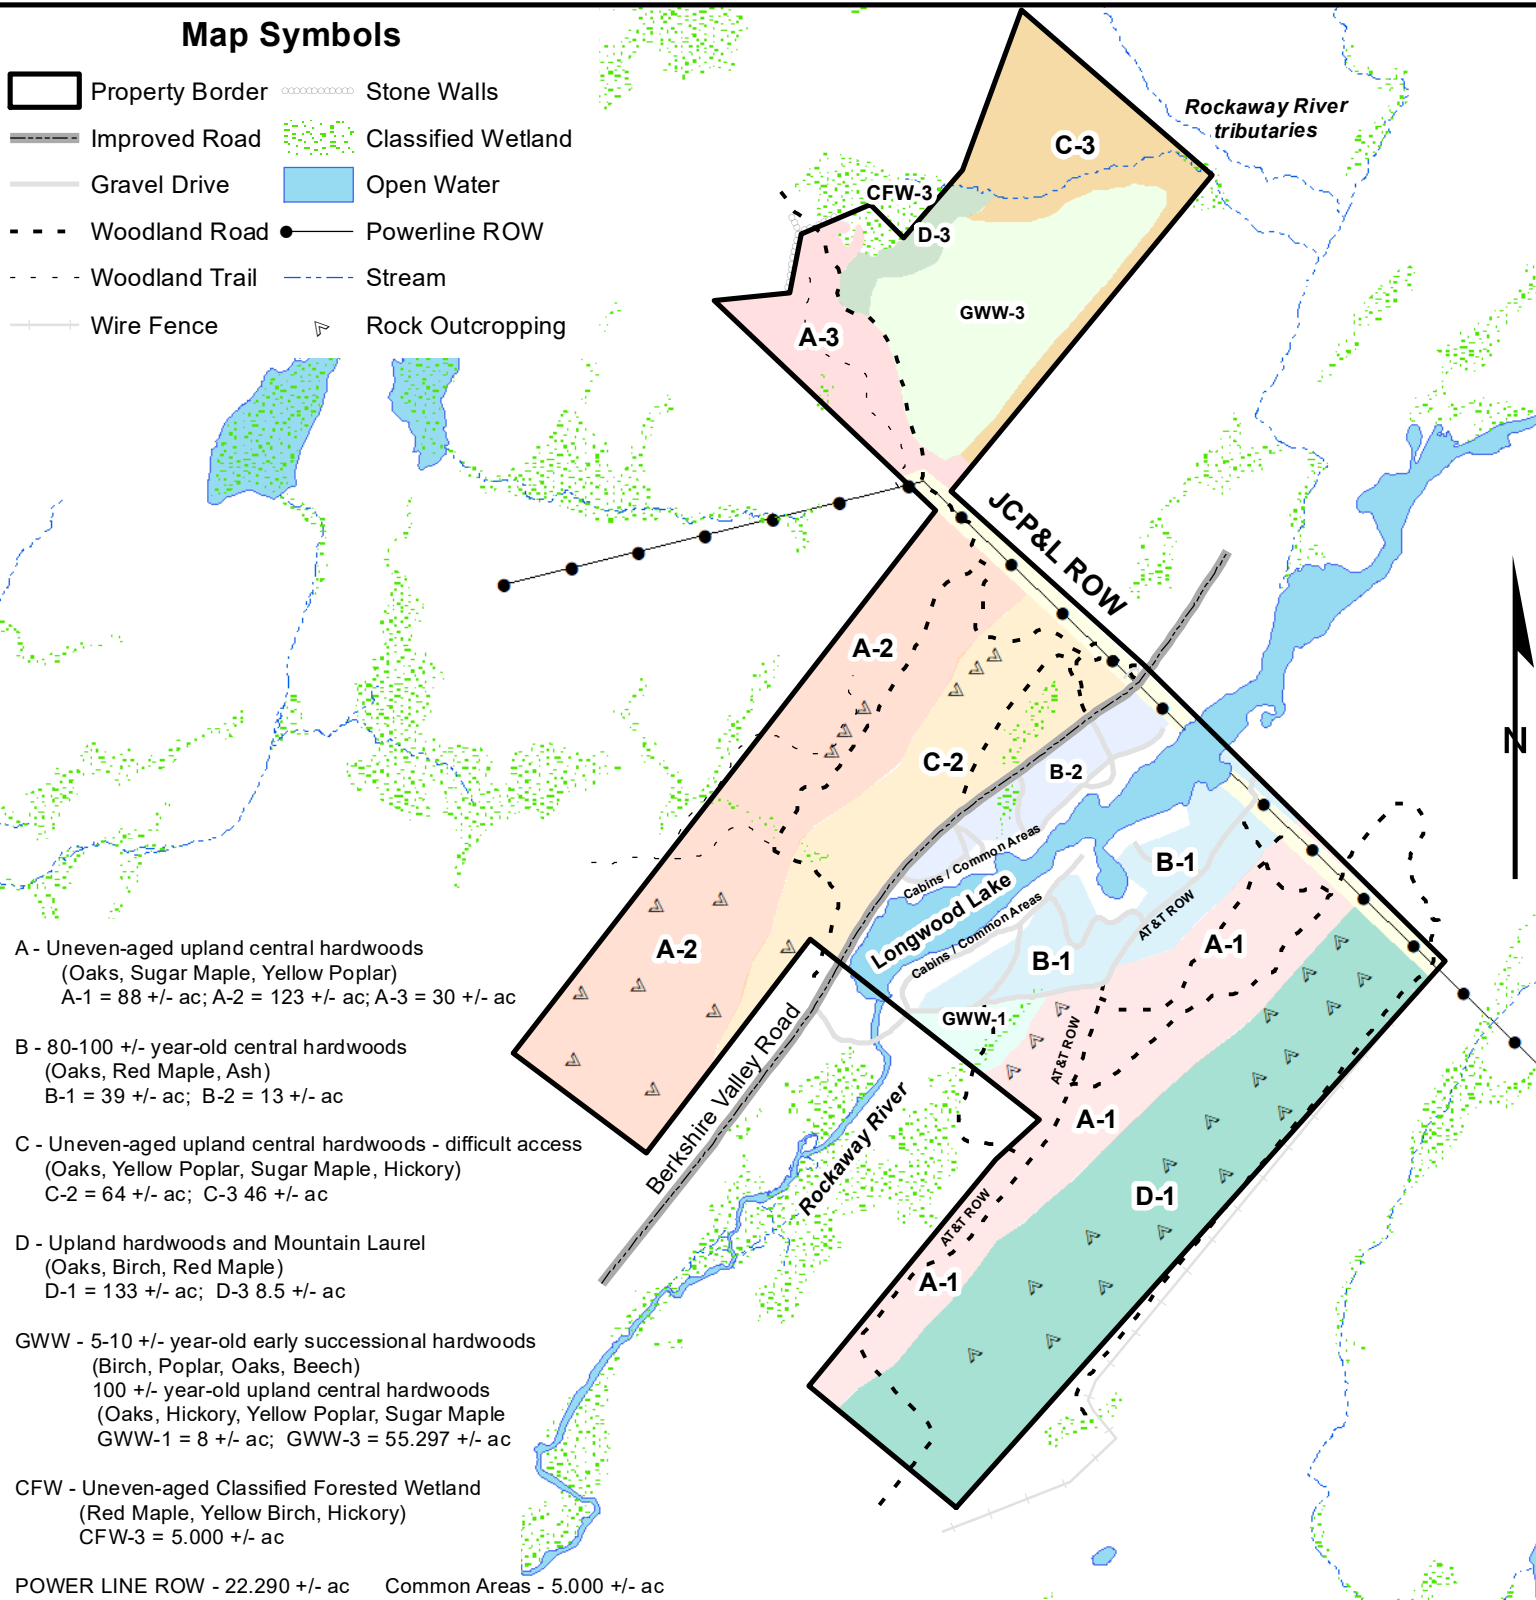 Map Symbols
Property Border
Stone Walls
Improved Road
Classified Wetland
Gravel Drive
Open Water
Woodland Road
Powerline ROW
Woodland Trail
Stream
Wire Fence
Rock Outcropping
Rockaway River
tributaries
C-3
CFW-3
D-3
GWW-3
A-3
JCP&L ROW
A-2
C-2
B-2
N
Cabins / Common Areas
Longwood Lake
Cabins / Common Areas
B-1
AT&T ROW
A-1
B-1
A-2
GWW-1
AT&T ROW
Berkshire Valley Road
Rockaway River
A-1
D-1
AT&T ROW
A-1
A - Uneven-aged upland central hardwoods
(Oaks, Sugar Maple, Yellow Poplar)
A-1 = 88 +/- ac; A-2 = 123 +/- ac; A-3 = 30 +/- ac
B - 80-100 +/- year-old central hardwoods
(Oaks, Red Maple, Ash)
B-1 = 39 +/- ac; B-2 = 13 +/- ac
C - Uneven-aged upland central hardwoods - difficult access
(Oaks, Yellow Poplar, Sugar Maple, Hickory)
C-2 = 64 +/- ac; C-3 46 +/- ac
D - Upland hardwoods and Mountain Laurel
(Oaks, Birch, Red Maple)
D-1 = 133 +/- ac; D-3 8.5 +/- ac
GWW - 5-10 +/- year-old early successional hardwoods
(Birch, Poplar, Oaks, Beech)
100 +/- year-old upland central hardwoods
(Oaks, Hickory, Yellow Poplar, Sugar Maple
GWW-1 = 8 +/- ac; GWW-3 = 55.297 +/- ac
CFW - Uneven-aged Classified Forested Wetland
(Red Maple, Yellow Birch, Hickory)
CFW-3 = 5.000 +/- ac
POWER LINE ROW - 22.290 +/- ac Common Areas - 5.000 +/- ac